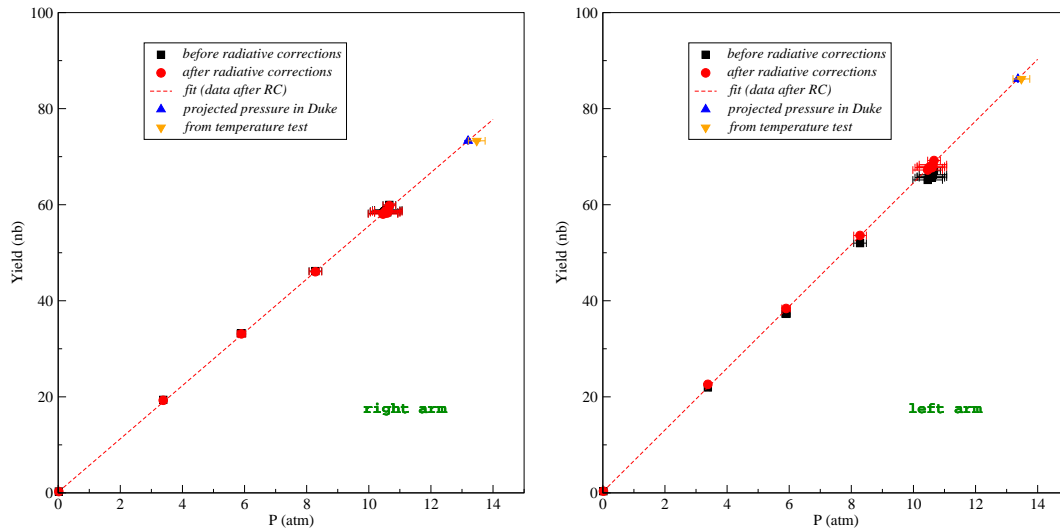 100
80
60
40
20
0
Yield (nb)
before radiative corrections
after radiative corrections
fit (data after RC)
projected pressure in Duke
from temperature test
right arm
0 2 4 6 8 10 12 14
P (atm)
100
80
60
40
20
0
Yield (nb)
before radiative corrections
after radiative corrections
fit (data after RC)
projected pressure in Duke
from temperature test
left arm
0 2 4 6 8 10 12 14
P (atm)